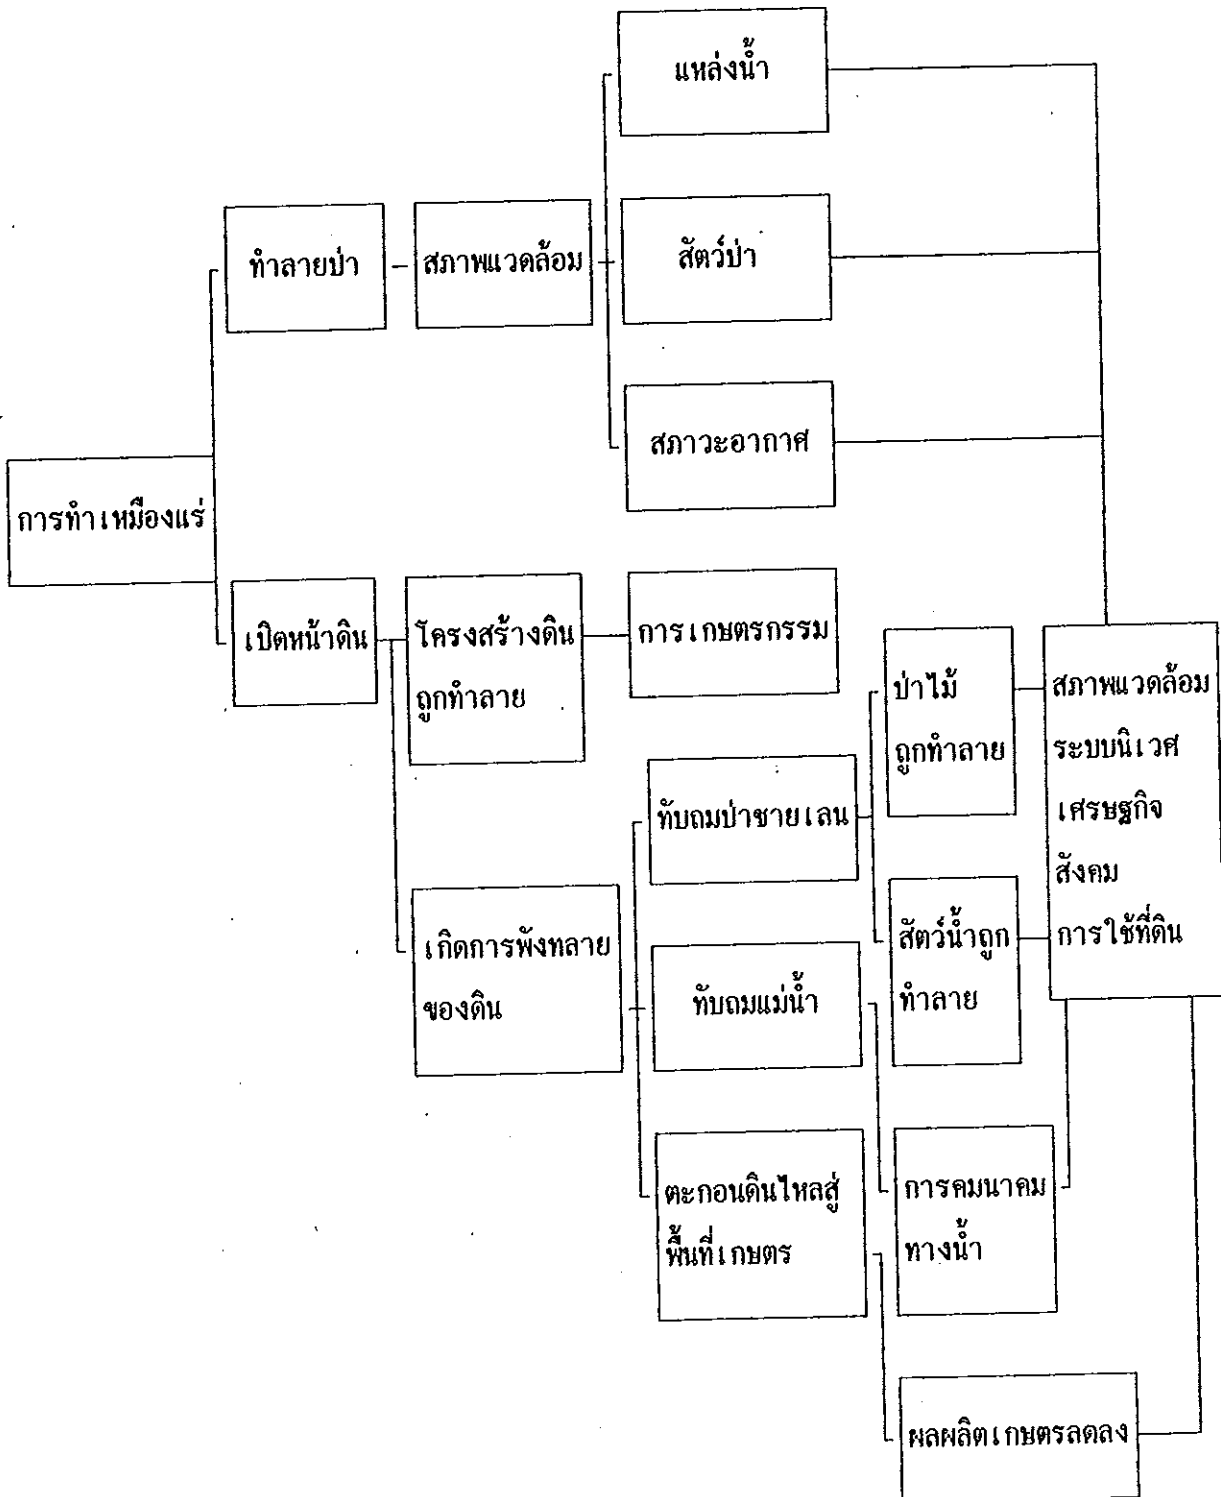 แหล่งน้ำ
ทำลายป่า
สภาพแวดล้อม
สัตว์ป่า
สภาวะอากาศ
การทำเหมืองแร่
เปิดหน้าดิน
โครงสร้างดิน
ถูกทำลาย
การเกษตรกรรม
ป่าไม้
ถูกทำลาย
สภาพแวดล้อม
ระบบนิเวศ
เศรษฐกิจ
สังคม
การใช้ที่ดิน
ทับถมป่าชายเลน
เกิดการพังทลาย
ของดิน
ทับถมแม่น้ำ
สัตว์น้ำถูก
ทำลาย
ตะกอนดินไหลสู่
พื้นที่เกษตร
การคมนาคม
ทางน้ำ
ผลผลิตเกษตรลดลง